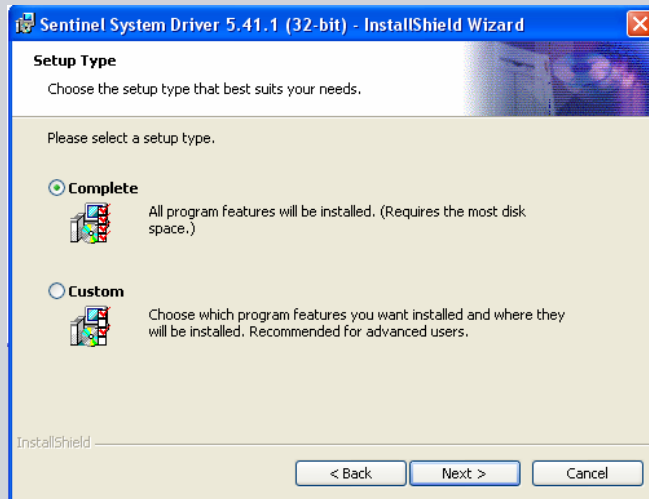 Sentinel System Driver 5.41.1 (32-bit) - InstallShield Wizard
Setup Type
Choose the setup type that best suits your needs.
Please select a setup type.
Complete
All program features will be installed. (Requires the most disk
space.)
Custom
Choose which program features you want installed and where they
will be installed. Recommended for advanced users.
InstallShield
< Back Next > Cancel